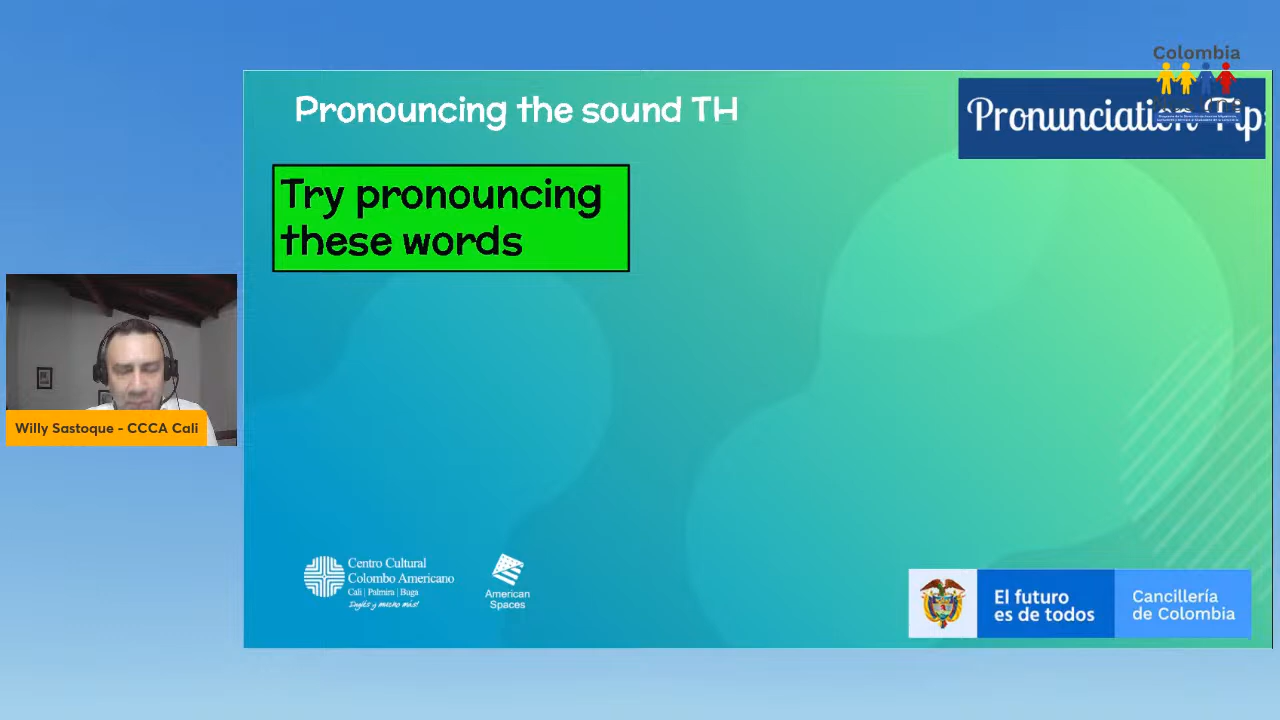 Colombia
Pronouncing the sound TH
Pronunciation Tip
Try pronouncing
these words
Willy Sastoque - CCCA Cali
Centro Cultural
Colombo Americano
Cali | Palmira | Buga
Inglés y mucho más!
American
Spaces
El futuro
es de todos
Cancillería
de Colombia